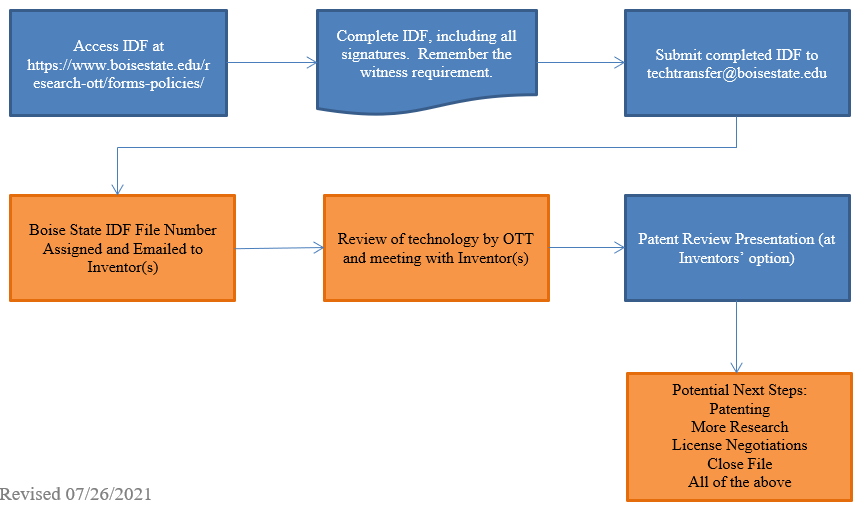 Access IDF at
https://www.boisestate.edu/r
esearch-ott/forms-policies/
Complete IDF, including all
signatures.  Remember the
witness requirement.
Submit completed IDF to
techtransfer@boisestate.edu
Boise State IDF File Number
Assigned and Emailed to
Inventor(s)
Review of technology by OTT
and meeting with Inventor(s)
Patent Review Presentation (at
Inventors’ option)
Potential Next Steps:
Patenting
More Research
License Negotiations
Close File
All of the above
Revised 07/26/2021